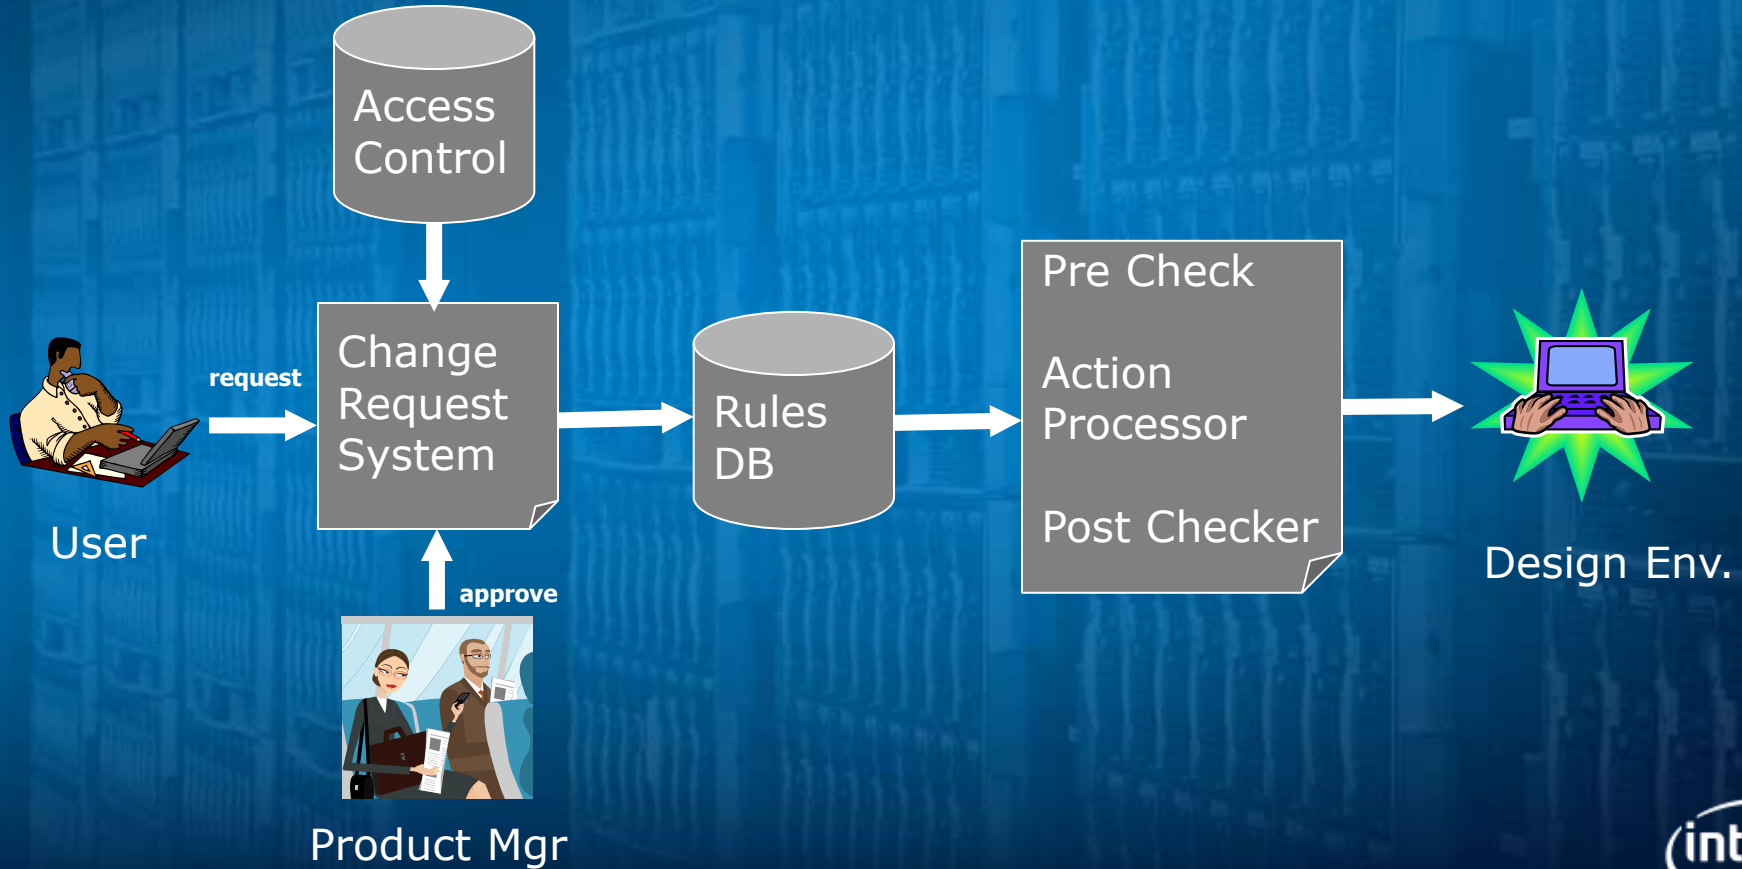 Access
Control
request
Change
Request
System
User
approve
Product Mgr
Rules
DB
Pre Check
Action
Processor
Post Checker
Design Env.
int